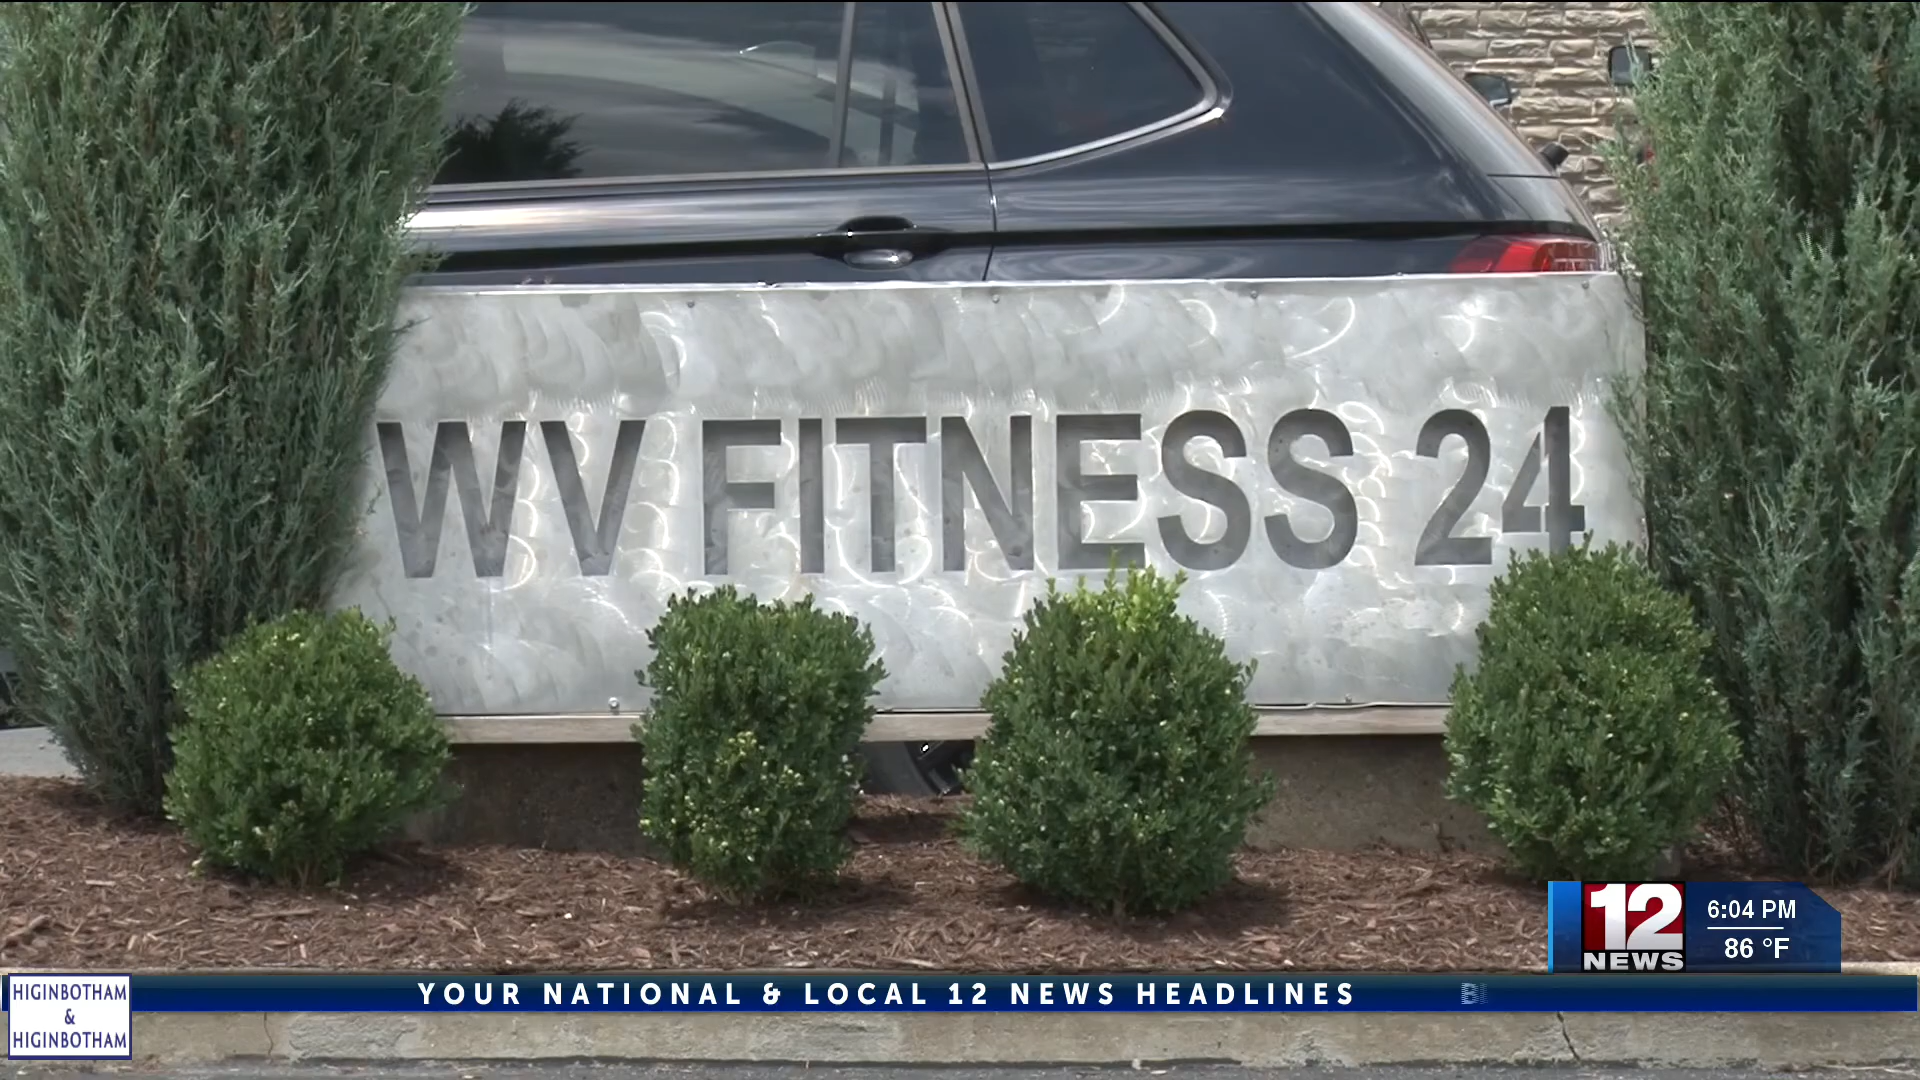 WV FITNESS 24
12
NEWS
6:04 PM
86 °F
YOUR NATIONAL & LOCAL 12 NEWS HEADLINES
HIGINBOTHAM
&
HIGINBOTHAM